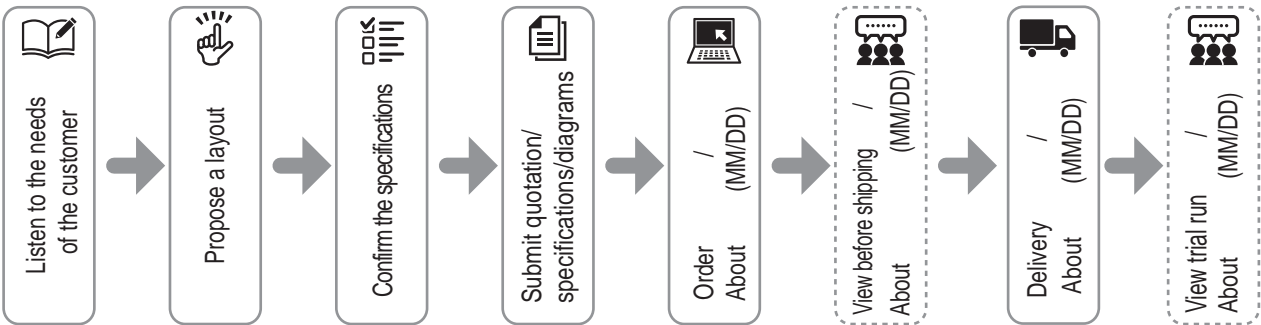 Listen to the needs
of the customer
Propose a layout
Confirm the specifications
Submit quotation/
specifications/diagrams
Order
About /
(MM/DD)
View before shipping
About /
(MM/DD)
Delivery
About /
(MM/DD)
View trial run
About /
(MM/DD)